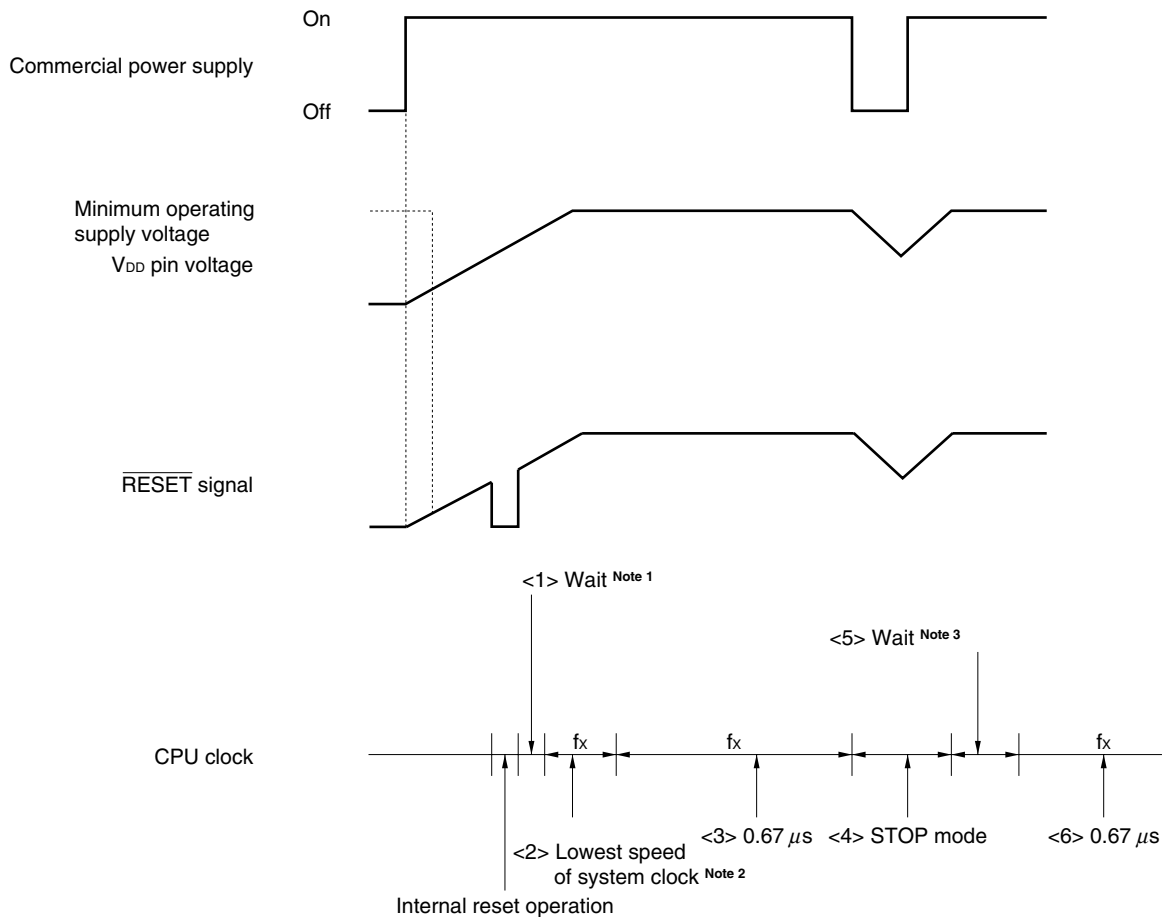 On
Commercial power supply
Off
Minimum operating
supply voltage
VDD pin voltage
RESET signal
<1> Wait Note 1
<5> Wait Note 3
CPU clock
fX
fX
fX
<3> 0.67 μs
<4> STOP mode
<6> 0.67 μs
<2> Lowest speed
of system clock Note 2
Internal reset operation